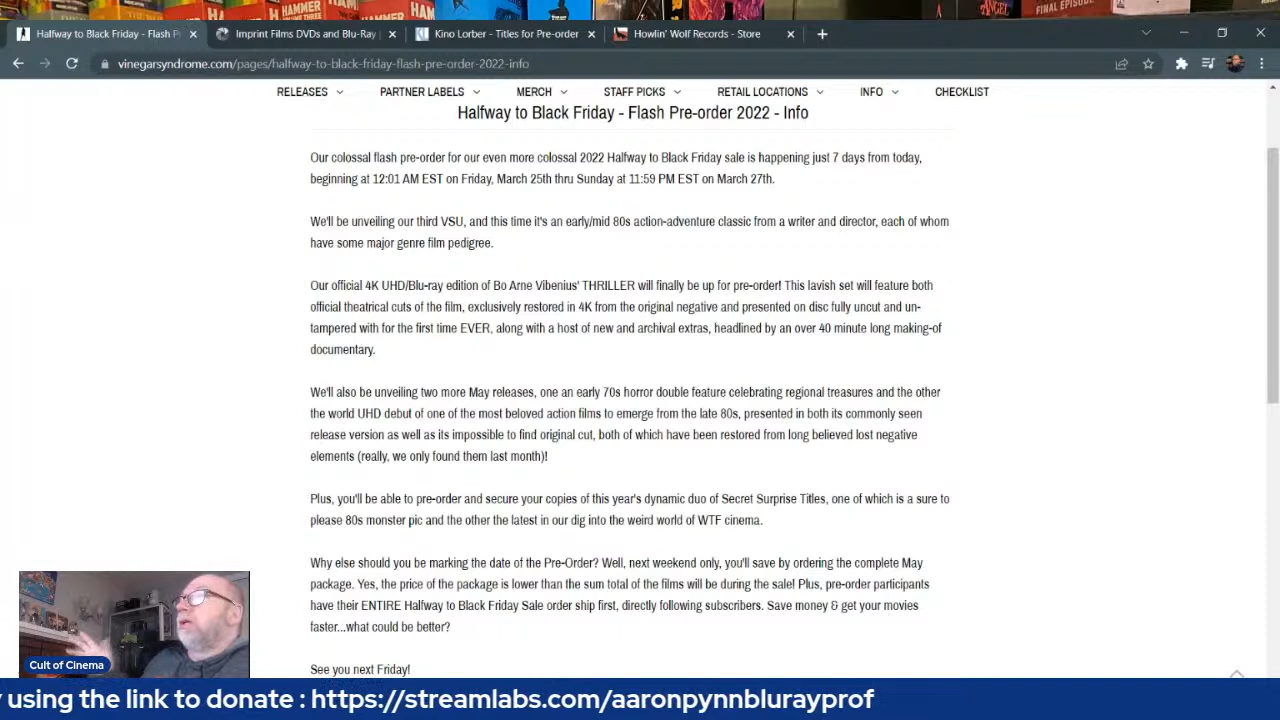 HAMMER
HAMMER
HAMMER
ANGEL
FINAL EPISODE
Halfway to Black Friday - Flash P
Imprint Films DVDs and Blu-Ray
Kino Lorber - Titles for Pre-order
Howlin' Wolf Records - Store
vinegarsyndrome.com/pages/halfway-to-black-friday-flash-pre-order-2022-info
RELEASES PARTNER LABELS MERCH STAFF PICKS RETAIL LOCATIONS INFO CHECKLIST
Halfway to Black Friday - Flash Pre-order 2022 - Info
Our colossal flash pre-order for our even more colossal 2022 Halfway to Black Friday sale is happening just 7 days from today,
beginning at 12:01 AM EST on Friday, March 25th thru Sunday at 11:59 PM EST on March 27th.
We'll be unveiling our third VSU, and this time it's an early/mid 80s action-adventure classic from a writer and director, each of whom
have some major genre film pedigree.
Our official 4K UHD/Blu-ray edition of Bo Arne Vibenius' THRILLER will finally be up for pre-order! This lavish set will feature both
official theatrical cuts of the film, exclusively restored in 4K from the original negative and presented on disc fully uncut and un-
tampered with for the first time EVER, along with a host of new and archival extras, headlined by an over 40 minute long making-of
documentary.
We'll also be unveiling two more May releases, one an early 70s horror double feature celebrating regional treasures and the other
the world UHD debut of one of the most beloved action films to emerge from the late 80s, presented in both its commonly seen
release version as well as its impossible to find original cut, both of which have been restored from long believed lost negative
elements (really, we only found them last month)!
Plus, you'll be able to pre-order and secure your copies of this year's dynamic duo of Secret Surprise Titles, one of which is a sure to
please 80s monster pic and the other the latest in our dig into the weird world of WTF cinema.
Why else should you be marking the date of the Pre-Order? Well, next weekend only, you'll save by ordering the complete May
package. Yes, the price of the package is lower than the sum total of the films will be during the sale! Plus, pre-order participants
have their ENTIRE Halfway to Black Friday Sale order ship first, directly following subscribers. Save money & get your movies
faster...what could be better?
See you next Friday!
Cult of Cinema
using the link to donate : https://streamlabs.com/aaronpynnblurayprof